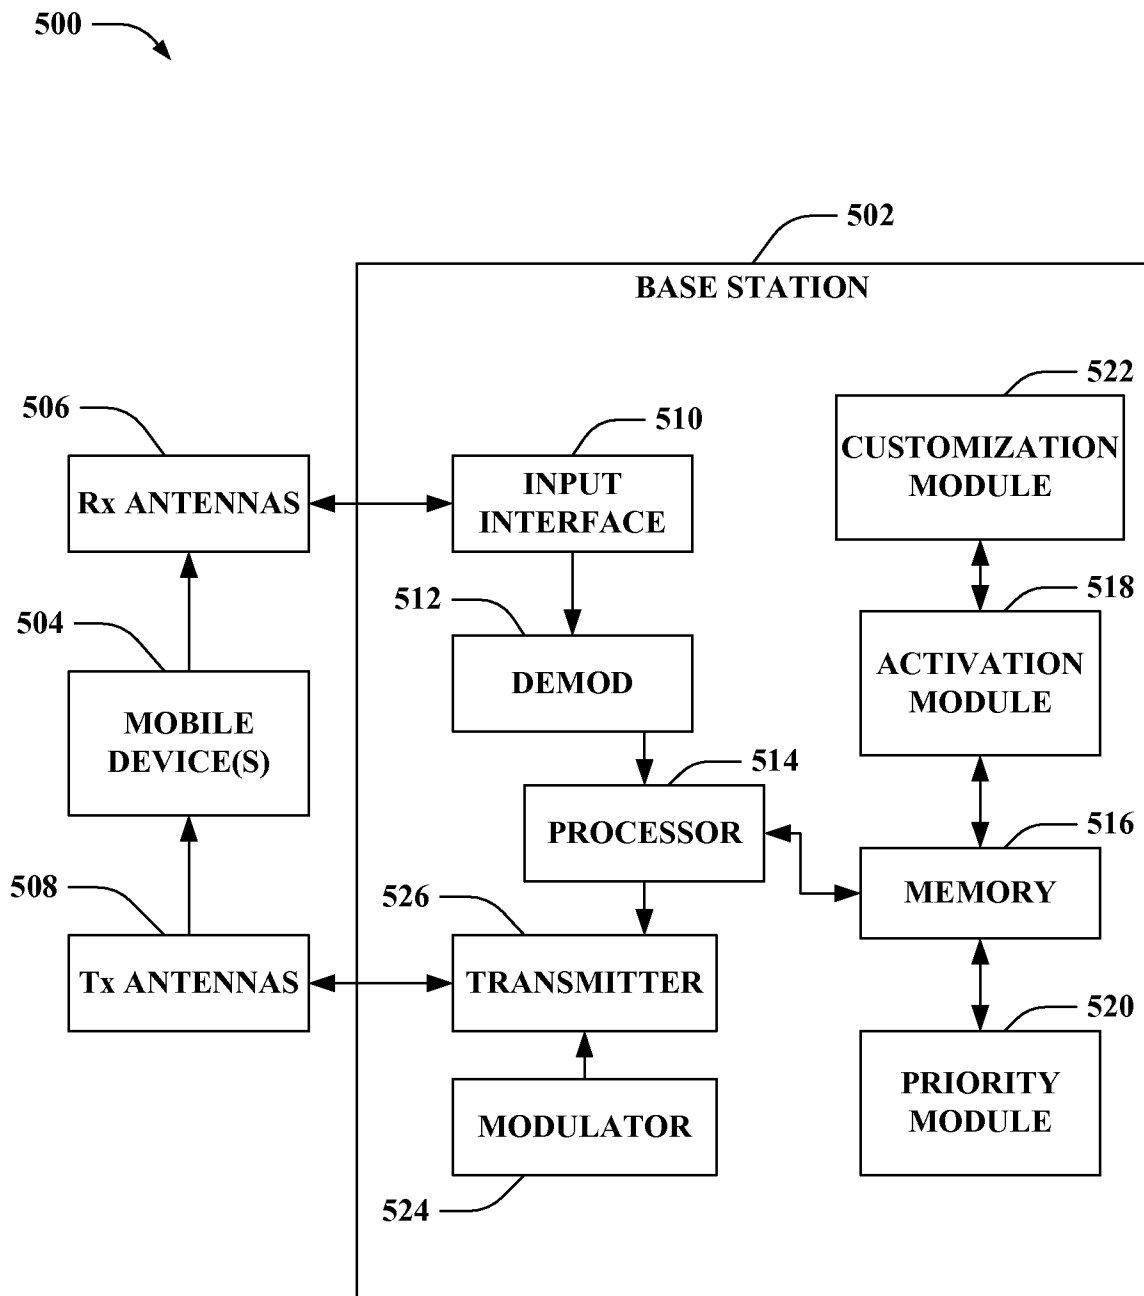 500
502
BASE STATION
522
506
510
CUSTOMIZATION
MODULE
Rx ANTENNAS
INPUT
INTERFACE
518
512
504
ACTIVATION
MODULE
DEMOD
MOBILE
DEVICE(S)
514
PROCESSOR
516
508
526
MEMORY
Tx ANTENNAS
TRANSMITTER
520
PRIORITY
MODULE
MODULATOR
524